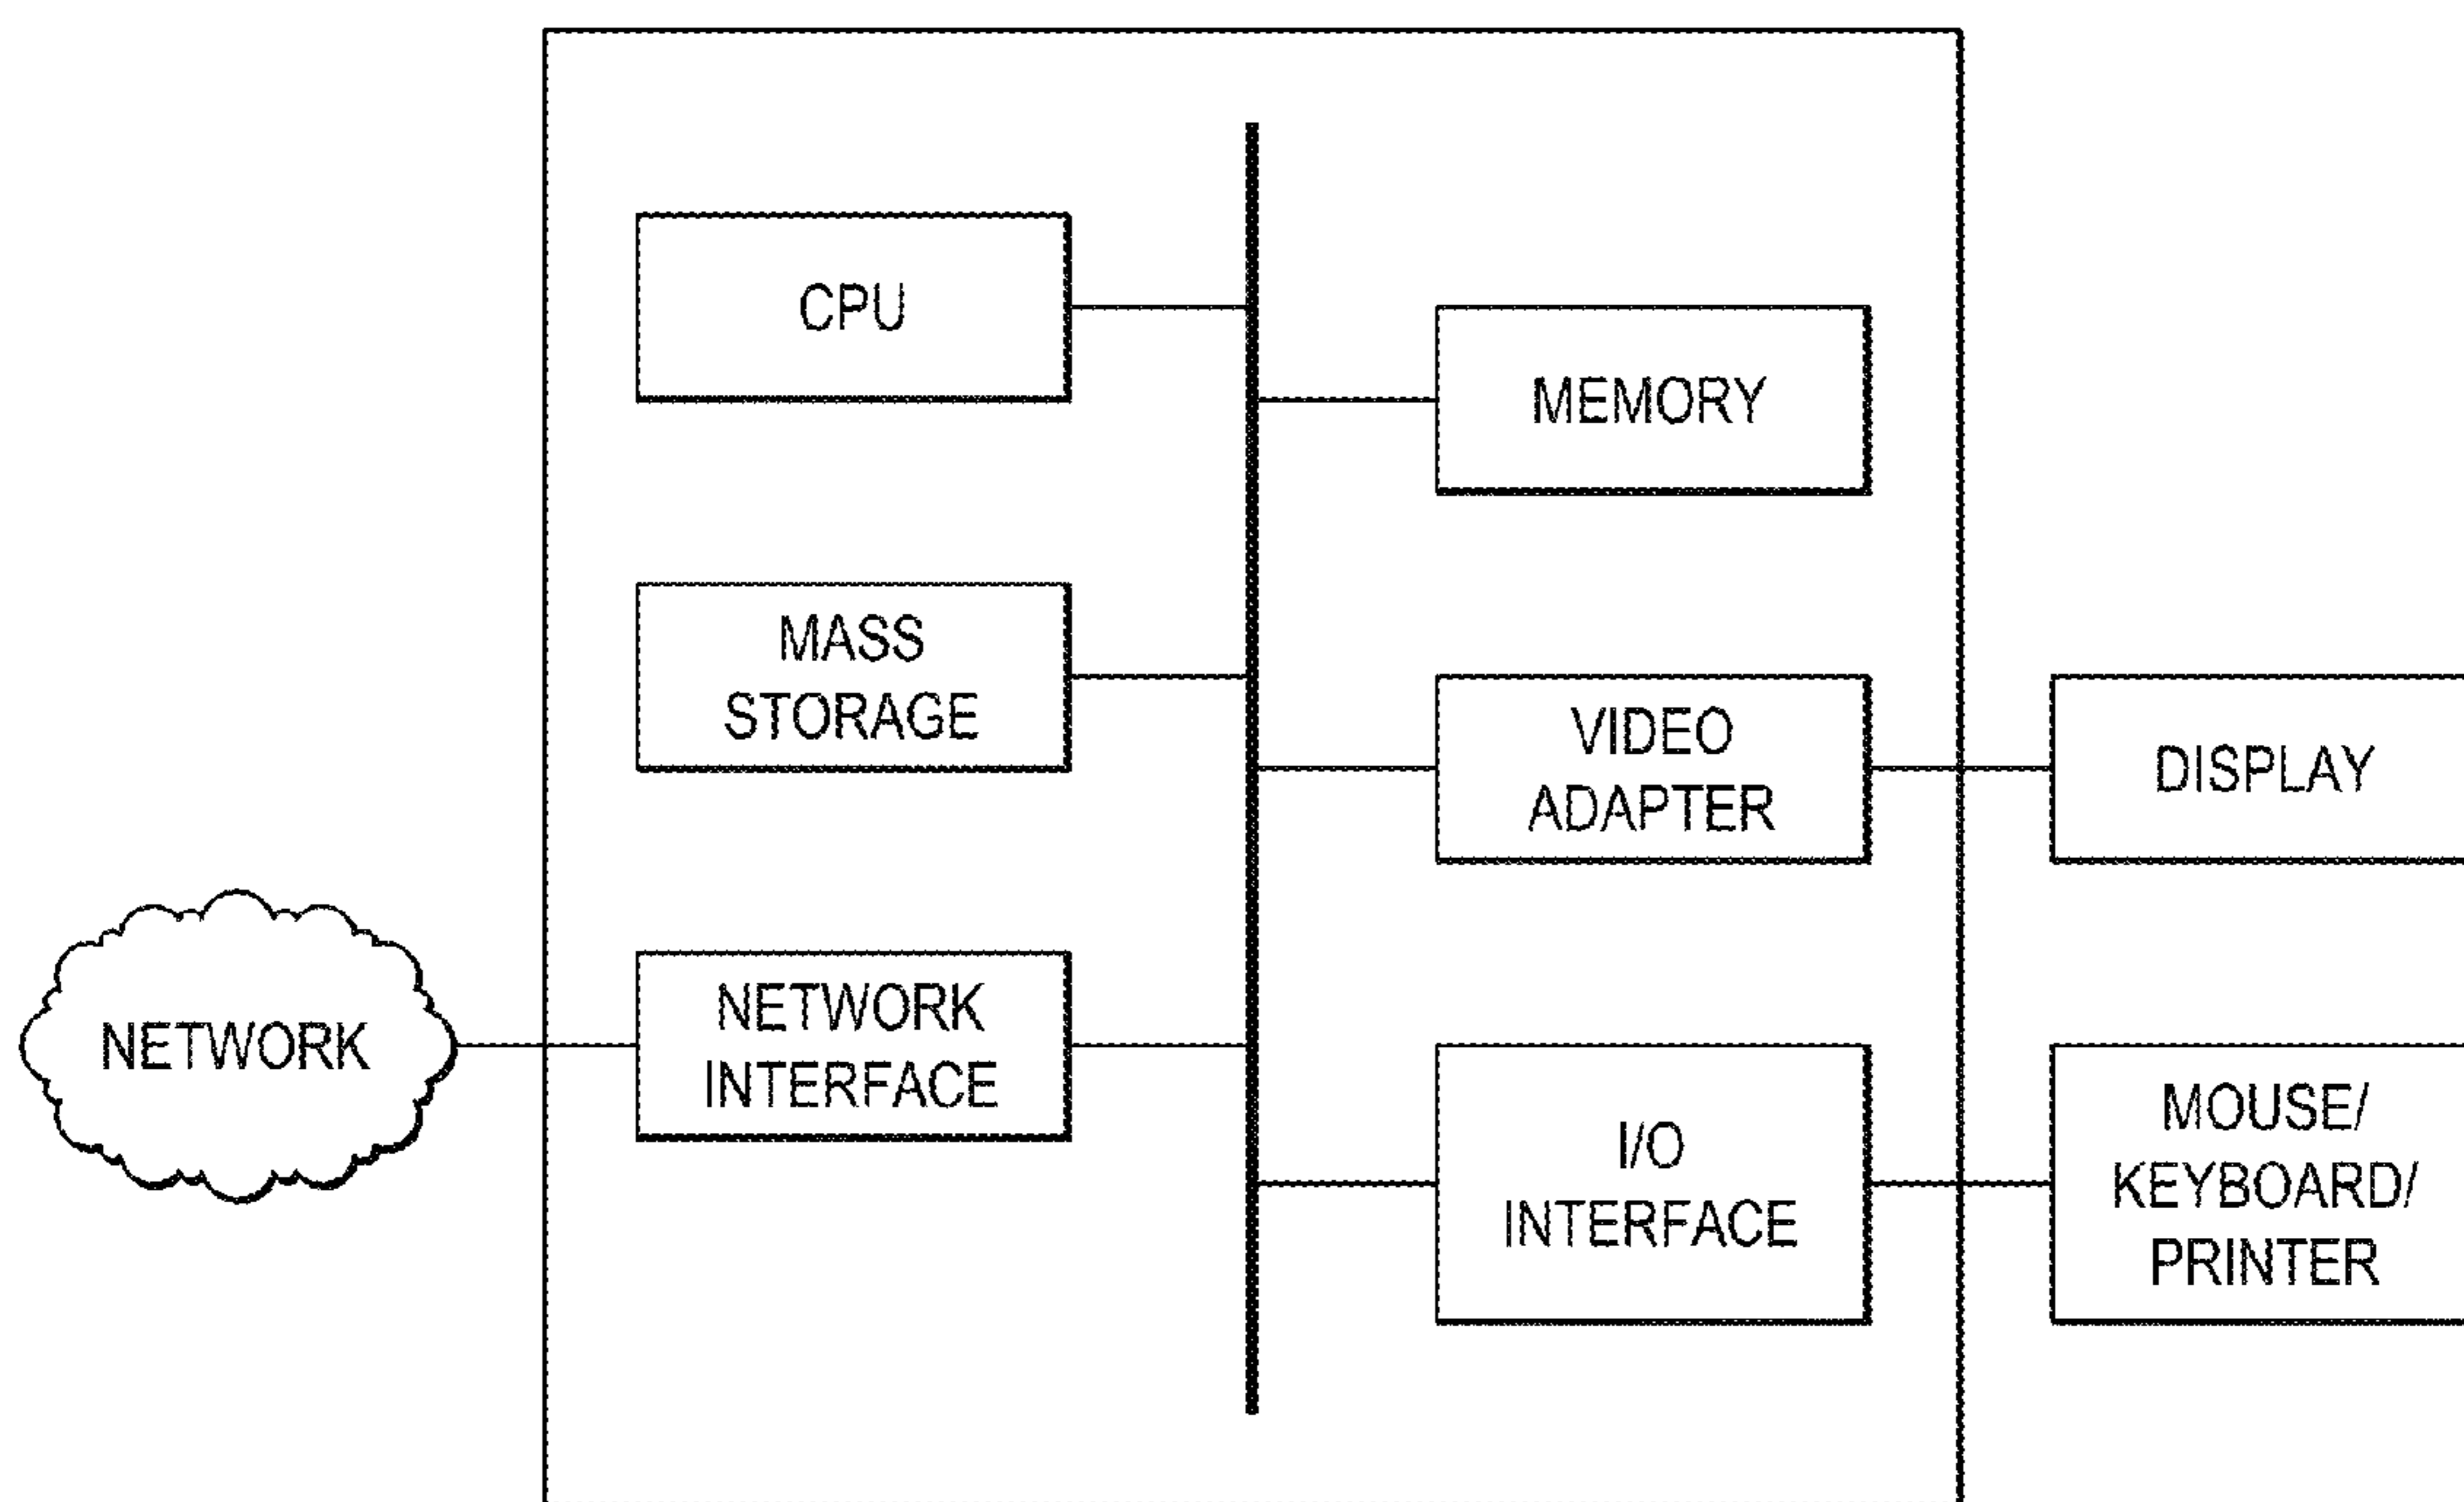 CPU
MEMORY
MASS
STORAGE
VIDEO
ADAPTER
DISPLAY
NETWORK
NETWORK
INTERFACE
I/O
INTERFACE
MOUSE/
KEYBOARD/
PRINTER